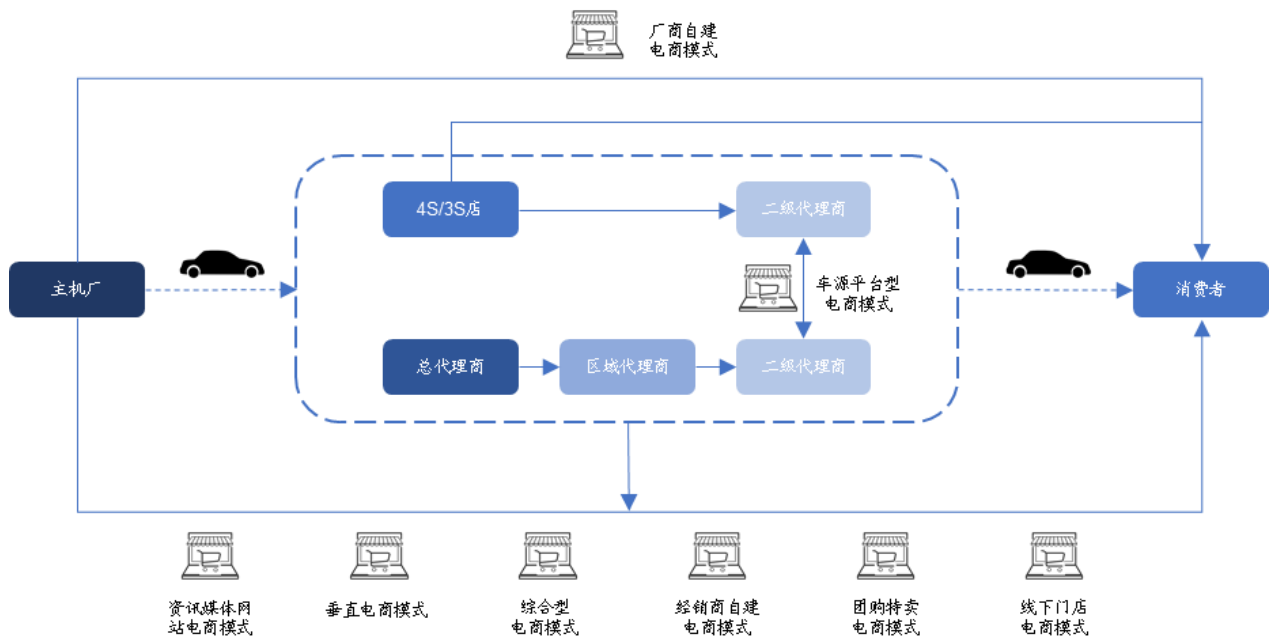 厂商自建
电商模式
4S/3S店
二级代理商
主机厂
车源平台型
电商模式
消费者
总代理商
区域代理商
二级代理商
资讯媒体网
站电商模式
垂直电商模式
综合型
电商模式
经销商自建
电商模式
团购特卖
电商模式
线下门店
电商模式